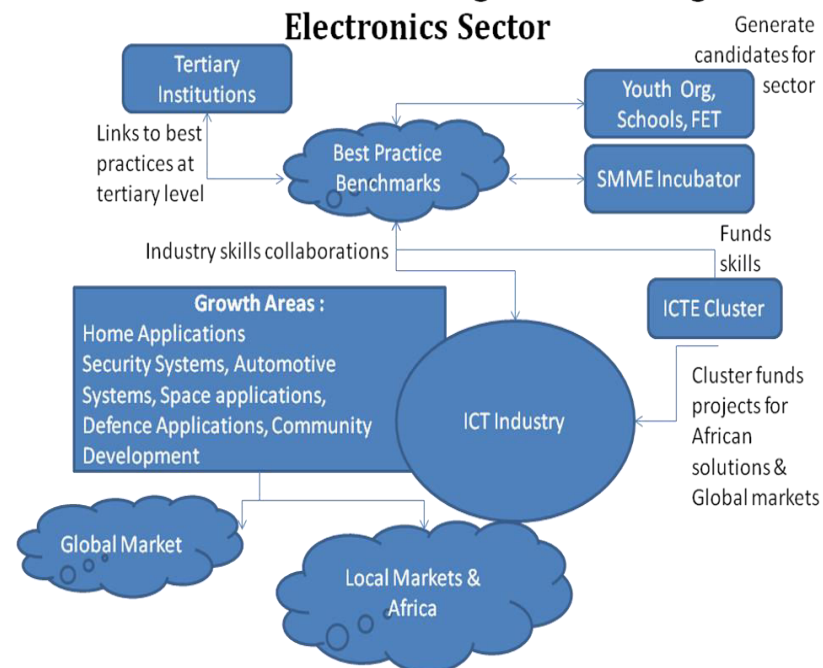 Electronics Sector
Generate
candidates for
sector
Tertiary
Institutions
Youth Org,
Schools, FET
Links to best
practices at
tertiary level
Best Practice
Benchmarks
SMME Incubator
Industry skills collaborations
Funds
skills
ICTE Cluster
Growth Areas :
Home Applications
Security Systems, Automotive
Systems, Space applications,
Defence Applications, Community
Development
ICT Industry
Cluster funds
projects for
African
solutions &
Global markets
Global Market
Local Markets &
Africa